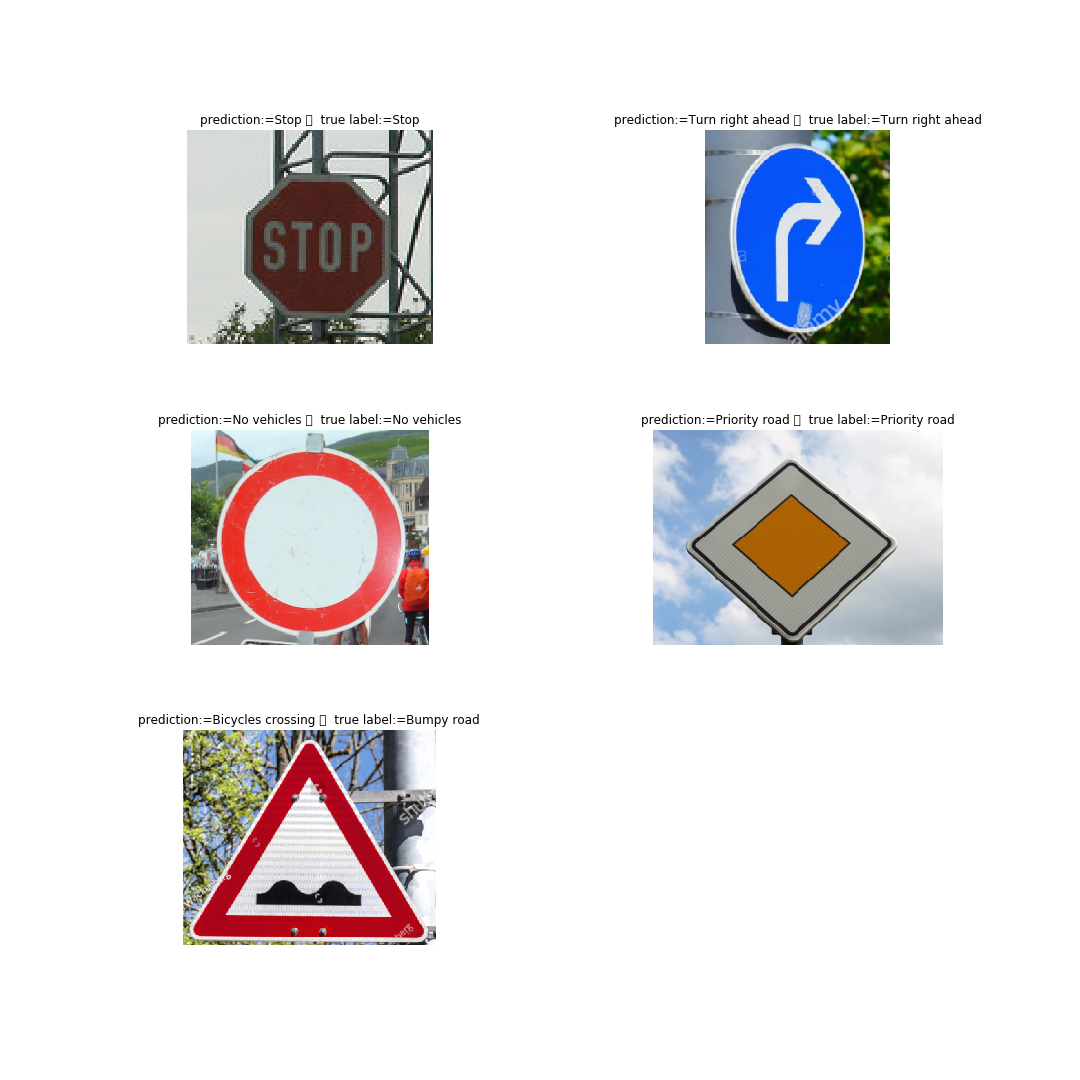 prediction:=Stop ▯  true label:=Stop
prediction:=Turn right ahead ▯  true label:=Turn right ahead
STOP
alamy
prediction:=No vehicles ▯  true label:=No vehicles
prediction:=Priority road ▯  true label:=Priority road
prediction:=Bicycles crossing ▯  true label:=Bumpy road